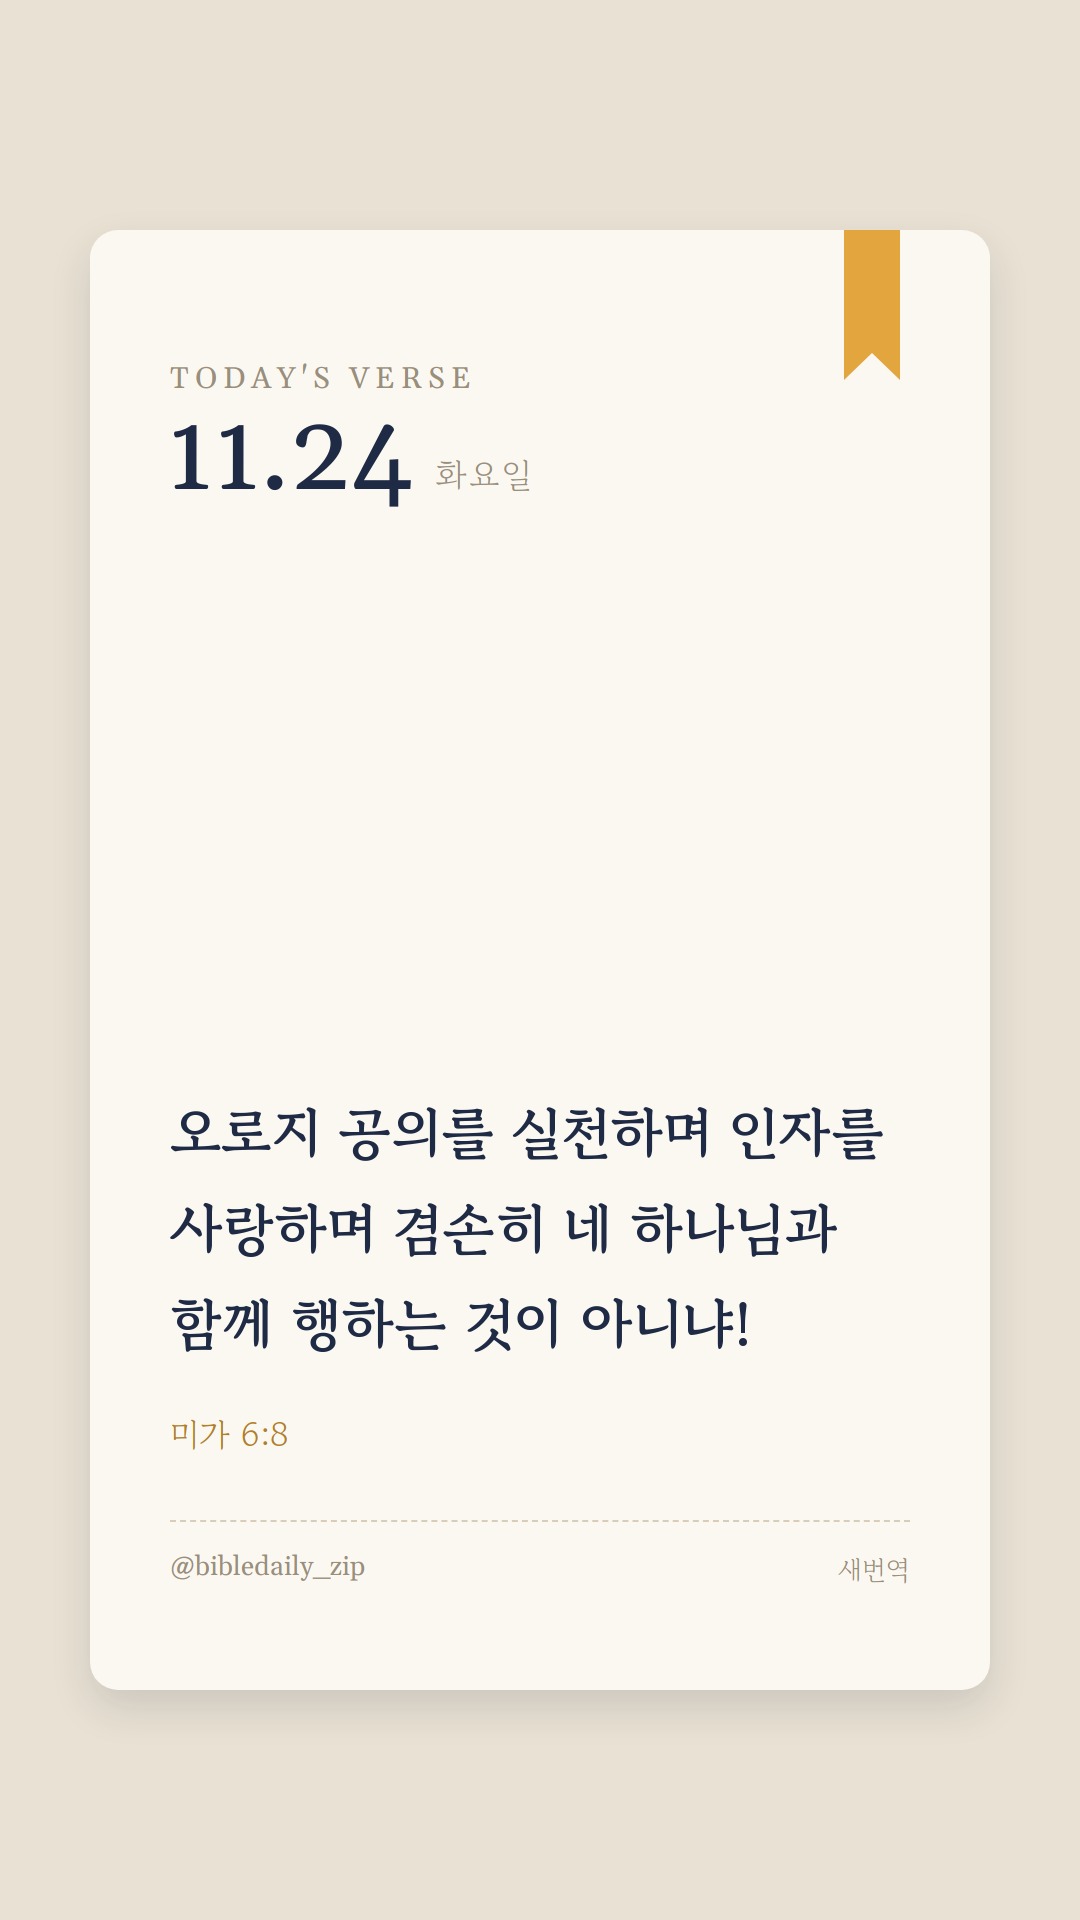 TODAY'S VERSE
11.24 화요일
오로지 공의를 실천하며 인자를
사랑하며 겸손히 네 하나님과
함께 행하는 것이 아니냐!
미가 6:8
@bibledaily_zip 새번역